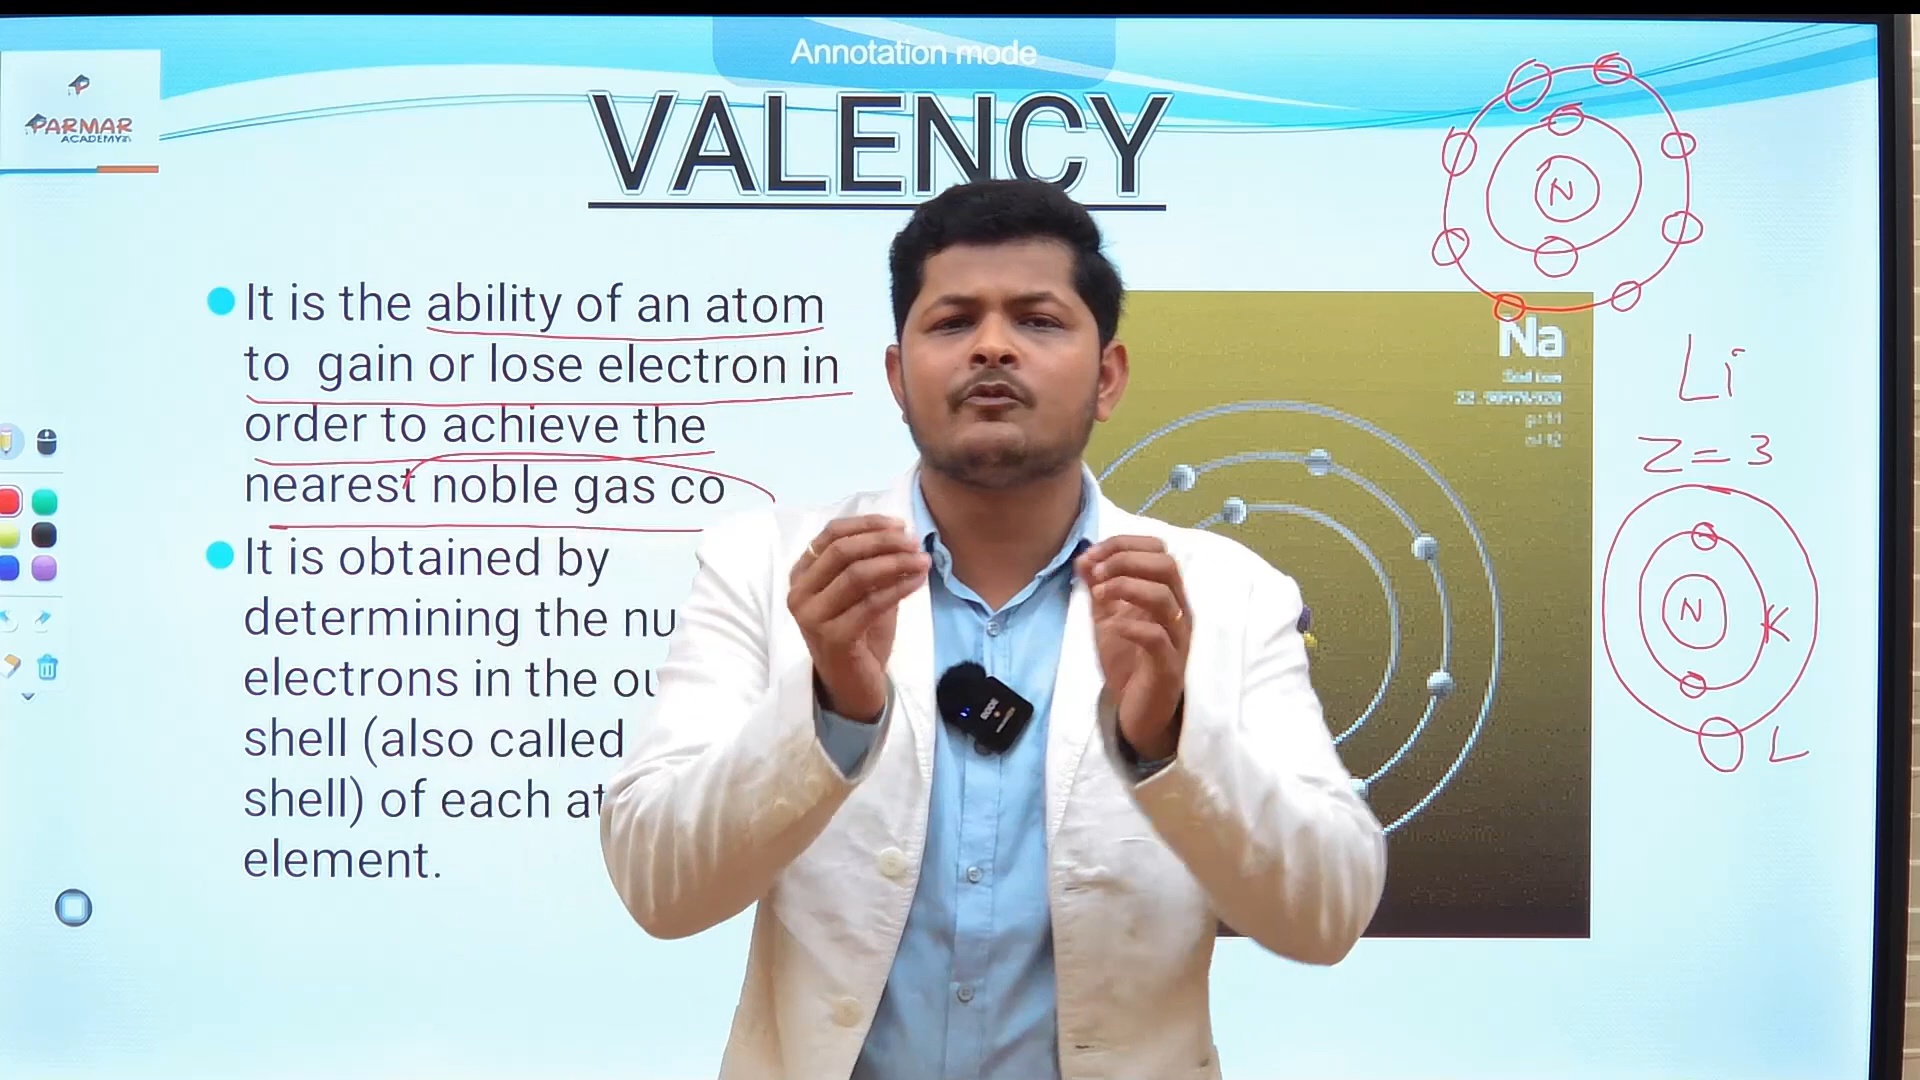 Annotation mode
PARMAR
ACADEMY
VALENCY
It is the ability of an atom
to gain or lose electron in
order to achieve the
nearest noble gas co
It is obtained by
determining the nu
electrons in the ou
shell (also called
shell) of each at
element.
N
Na
Li
Z = 3
N
K
L